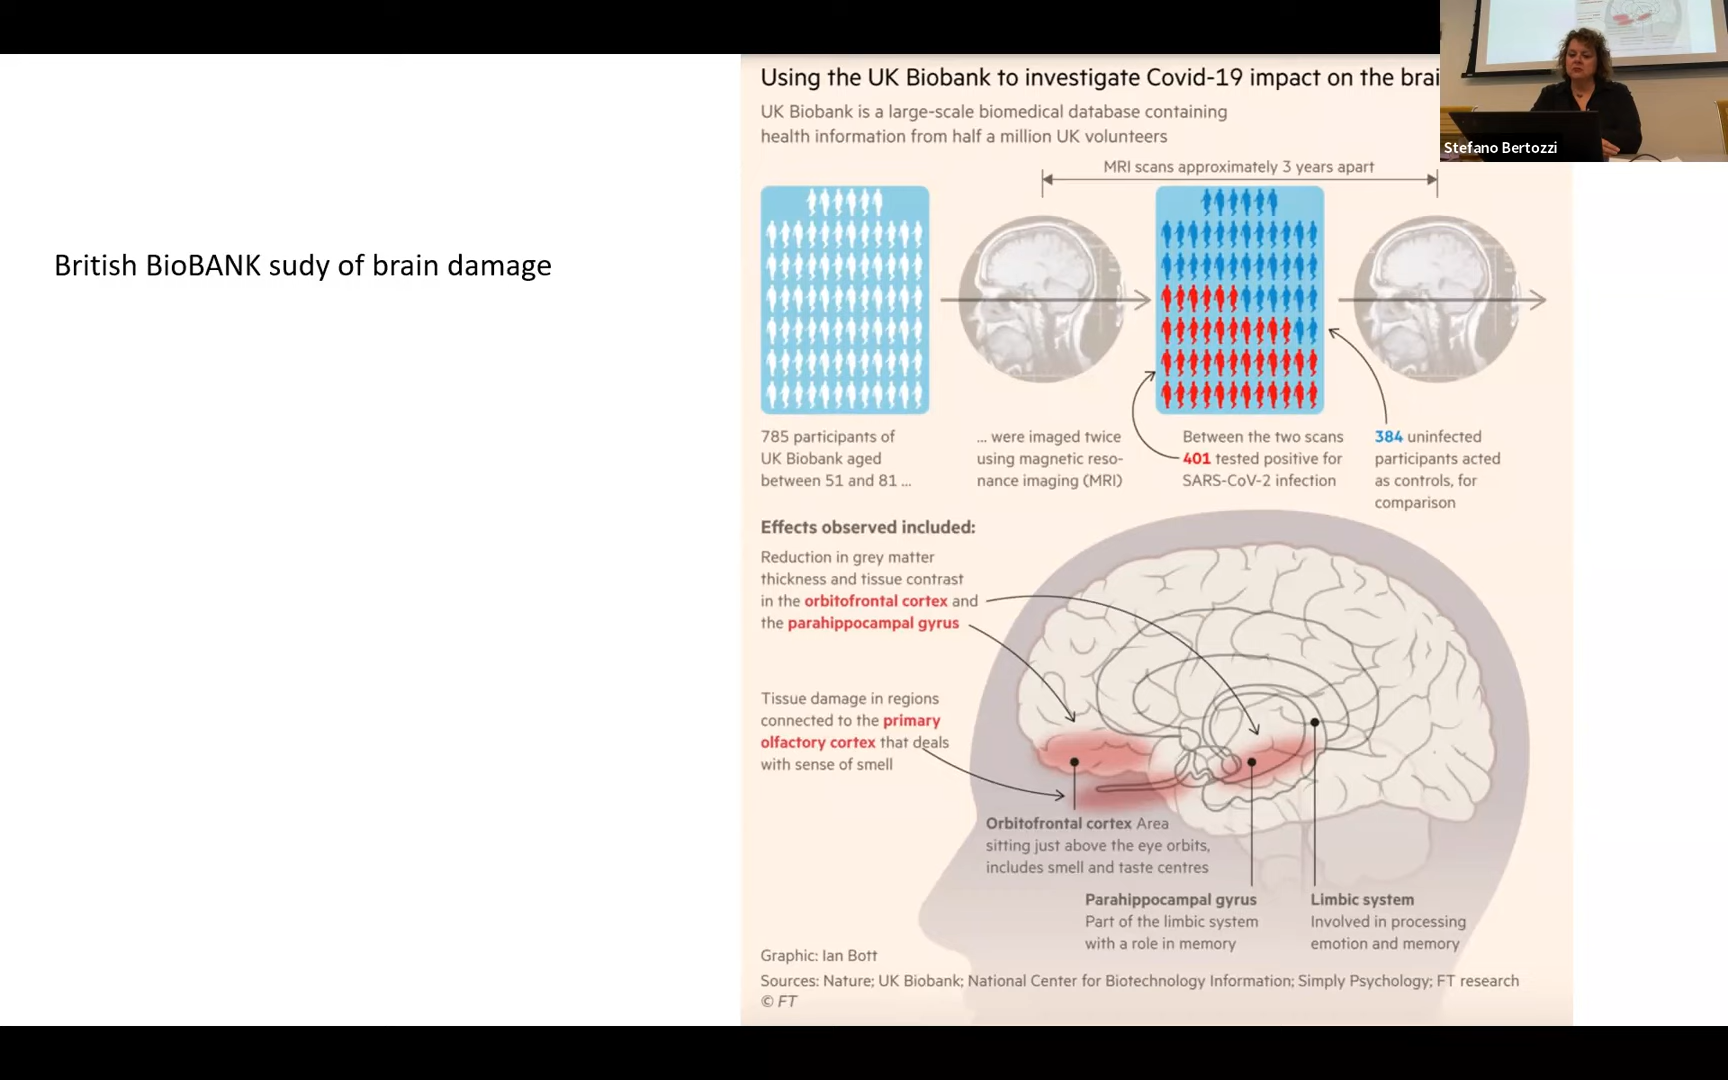 Using the UK Biobank to investigate Covid-19 impact on the brai
UK Biobank is a large-scale biomedical database containing
health information from half a million UK volunteers
Stefano Bertozzi
MRI scans approximately 3 years apart
British BioBANK sudy of brain damage
785 participants of
UK Biobank aged
between 51 and 81 ...
... were imaged twice
using magnetic reso-
nance imaging (MRI)
Between the two scans
401 tested positive for
SARS-CoV-2 infection
384 uninfected
participants acted
as controls, for
comparison
Effects observed included:
Reduction in grey matter
thickness and tissue contrast
in the orbitofrontal cortex and
the parahippocampal gyrus
Tissue damage in regions
connected to the primary
olfactory cortex that deals
with sense of smell
Orbitofrontal cortex Area
sitting just above the eye orbits,
includes smell and taste centres
Parahippocampal gyrus
Part of the limbic system
with a role in memory
Limbic system
Involved in processing
emotion and memory
Graphic: Ian Bott
Sources: Nature; UK Biobank; National Center for Biotechnology Information; Simply Psychology; FT research
© FT